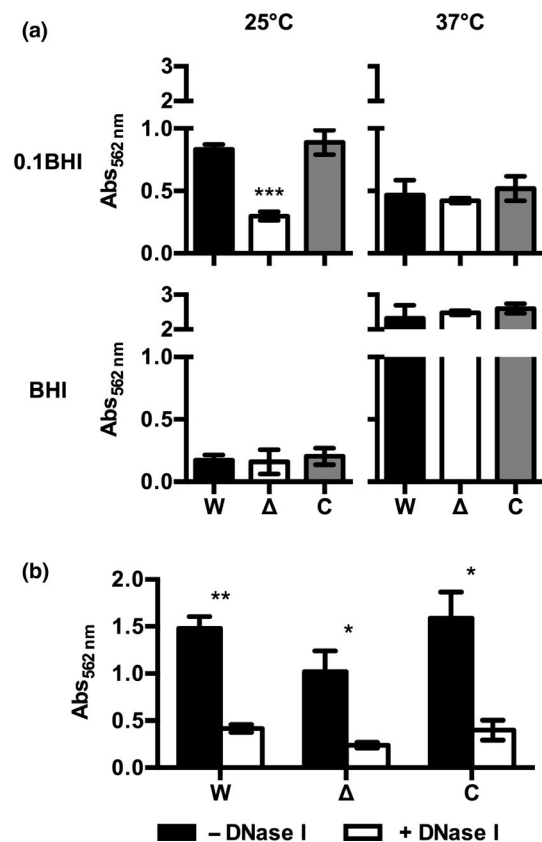 (a)
25°C 37°C
0.1BHI
Abs562 nm
3
2
1.0
0.5
0.0
***
BHI
Abs562 nm
3
2
1.0
0.5
0.0
W Δ C W Δ C
(b)
Abs562 nm
2.0
1.5
1.0
0.5
0.0
** * *
W Δ C
– DNase I + DNase I